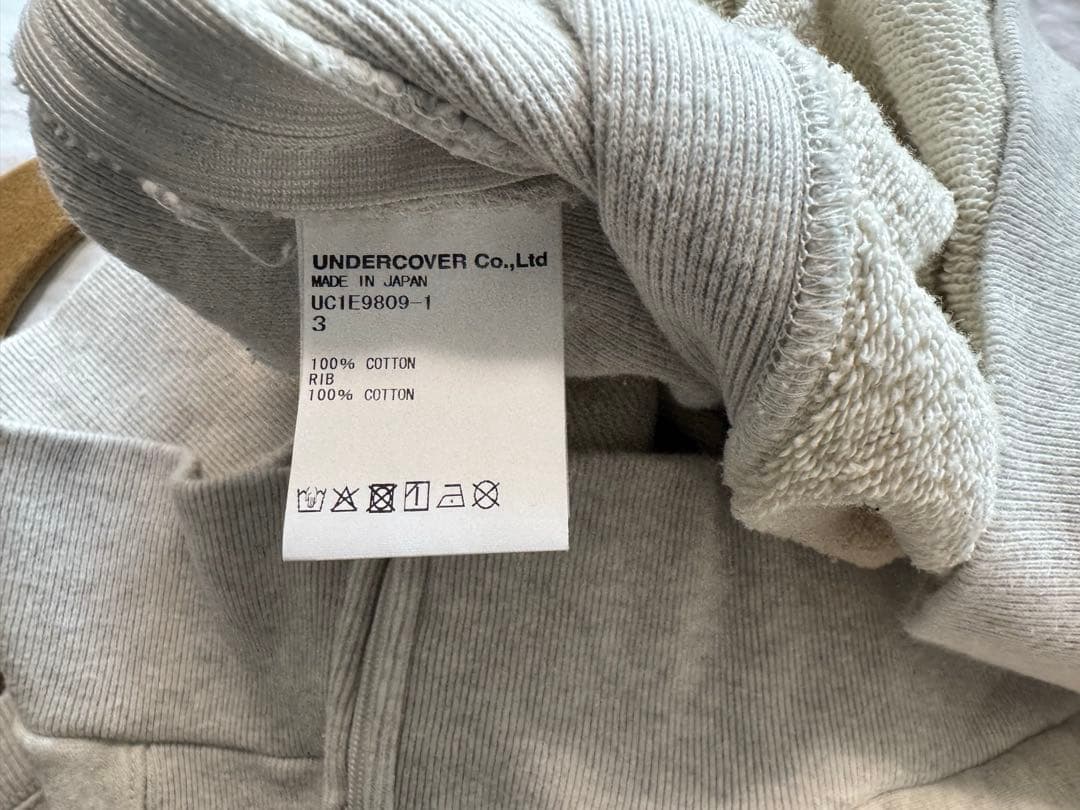 UNDERCOVER Co.,Ltd
MADE IN JAPAN
UC1E9809-1
3
100% COTTON
RIB
100% COTTON